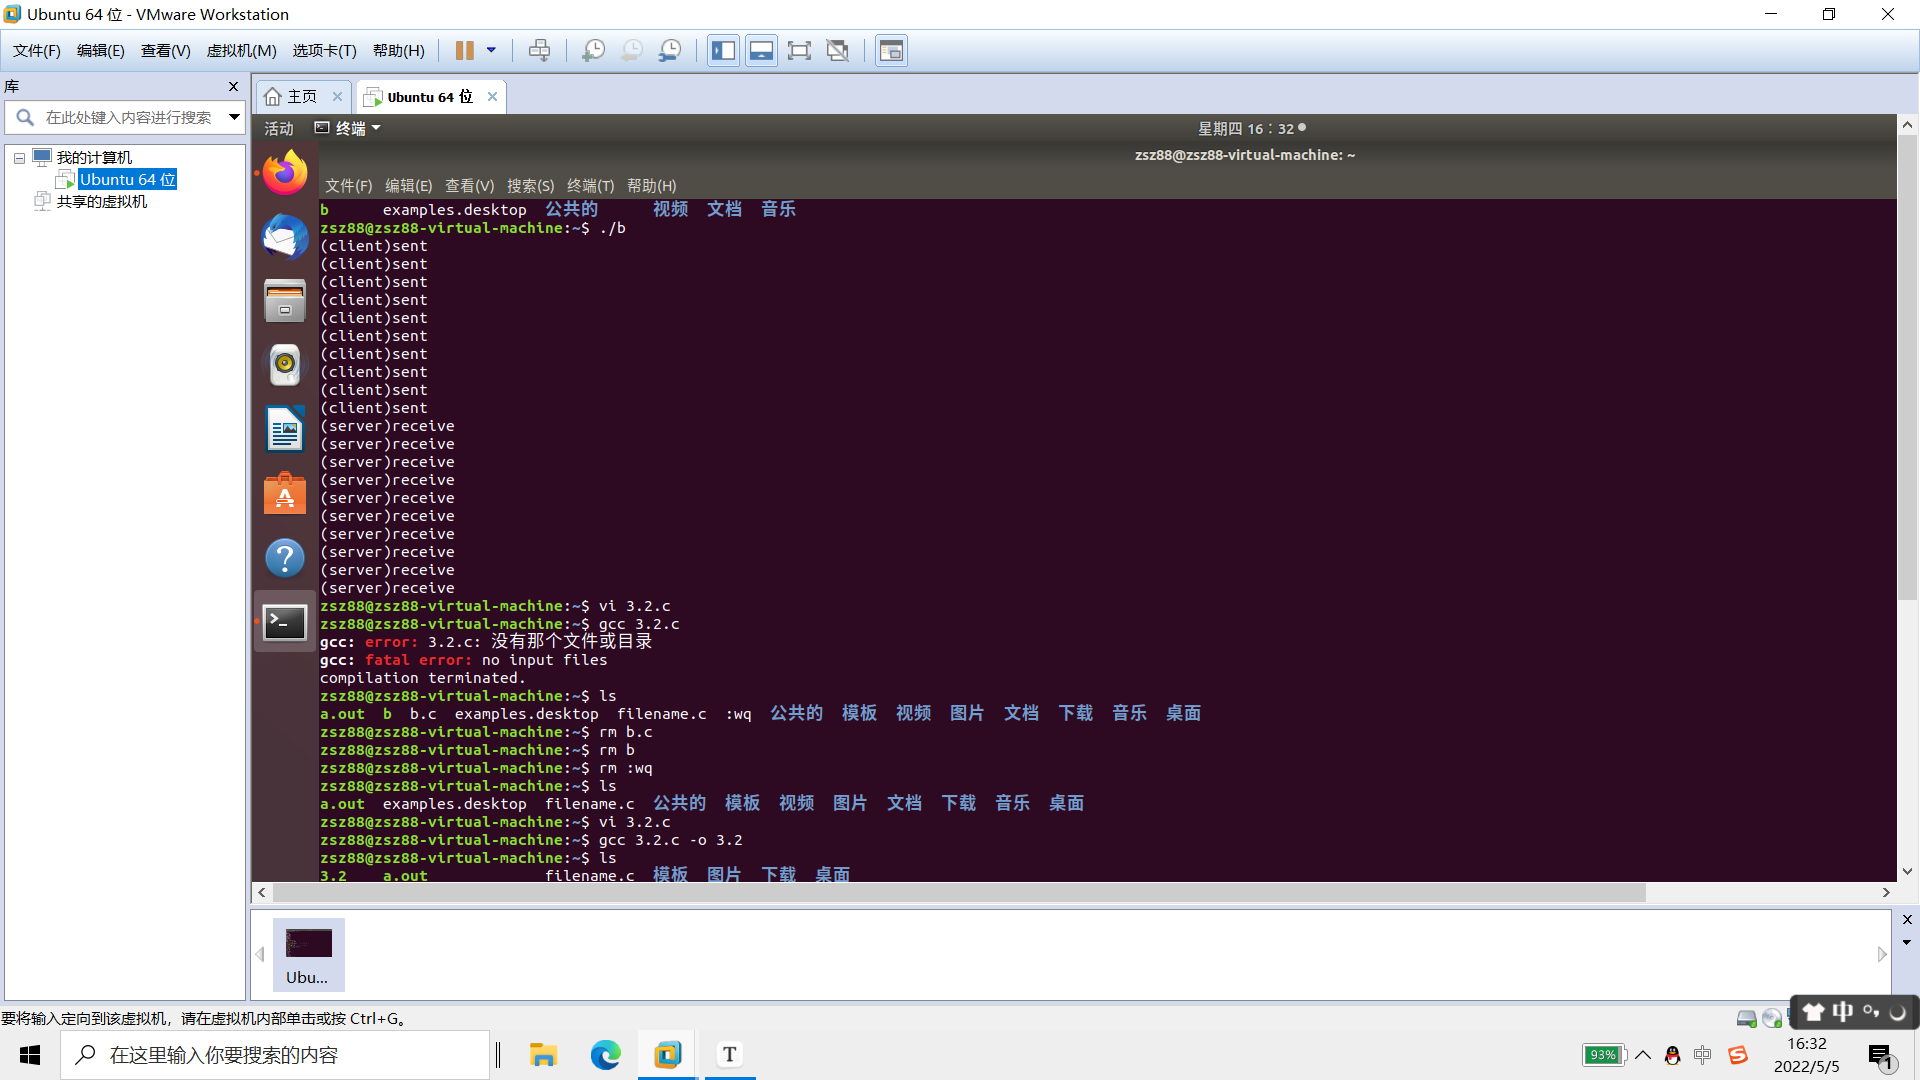 Ubuntu 64 位 - VMware Workstation
文件(F) 编辑(E) 查看(V) 虚拟机(M) 选项卡(T) 帮助(H)
库
在此处键入内容进行搜索
我的计算机
Ubuntu 64 位
共享的虚拟机
主页
Ubuntu 64 位
活动 终端 星期四 16:32
zsz88@zsz88-virtual-machine: ~
文件(F) 编辑(E) 查看(V) 搜索(S) 终端(T) 帮助(H)
b examples.desktop 公共的 视频 文档 音乐
zsz88@zsz88-virtual-machine:~$ ./b
(client)sent
(client)sent
(client)sent
(client)sent
(client)sent
(client)sent
(client)sent
(client)sent
(client)sent
(client)sent
(server)receive
(server)receive
(server)receive
(server)receive
(server)receive
(server)receive
(server)receive
(server)receive
(server)receive
(server)receive
zsz88@zsz88-virtual-machine:~$ vi 3.2.c
zsz88@zsz88-virtual-machine:~$ gcc 3.2.c
gcc: error: 3.2.c: 没有那个文件或目录
gcc: fatal error: no input files
compilation terminated.
zsz88@zsz88-virtual-machine:~$ ls
a.out b b.c examples.desktop filename.c :wq 公共的 模板 视频 图片 文档 下载 音乐 桌面
zsz88@zsz88-virtual-machine:~$ rm b.c
zsz88@zsz88-virtual-machine:~$ rm b
zsz88@zsz88-virtual-machine:~$ rm :wq
zsz88@zsz88-virtual-machine:~$ ls
a.out examples.desktop filename.c 公共的 模板 视频 图片 文档 下载 音乐 桌面
zsz88@zsz88-virtual-machine:~$ vi 3.2.c
zsz88@zsz88-virtual-machine:~$ gcc 3.2.c -o 3.2
zsz88@zsz88-virtual-machine:~$ ls
3.2 a.out filename.c 模板 图片 下载 桌面
Ubu...
要将输入定向到该虚拟机，请在虚拟机内部单击或按 Ctrl+G。
中
在这里输入你要搜索的内容
T
93%
中
S
16:32
2022/5/5
1